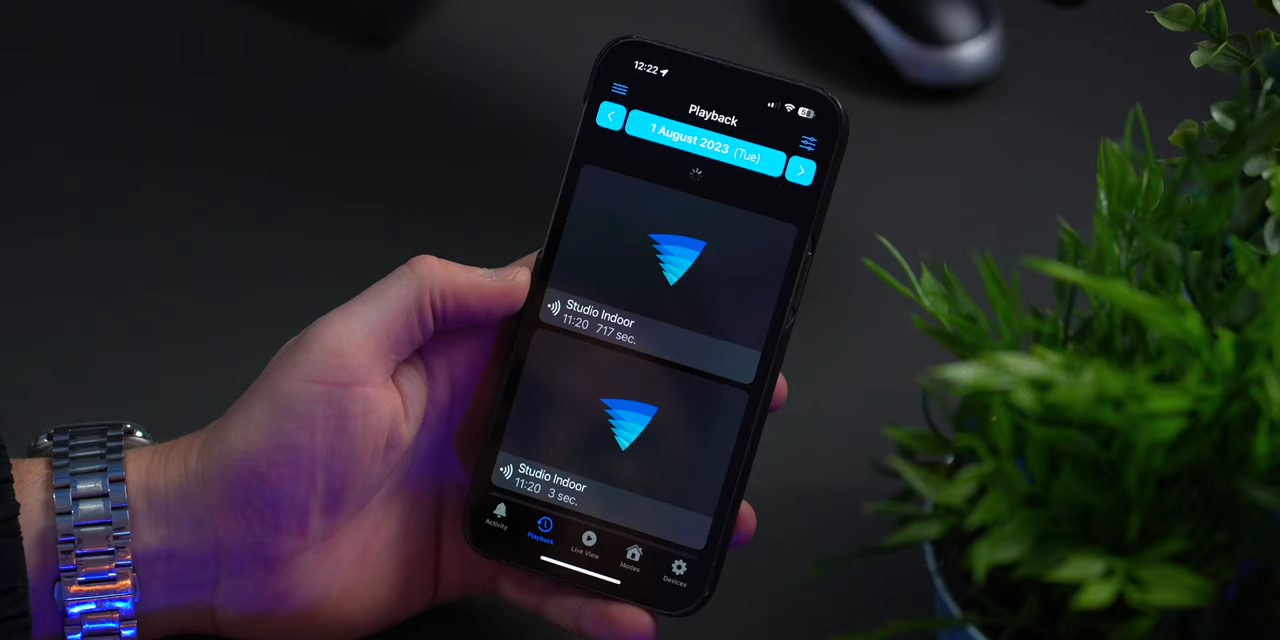 12:22
58
Playback
1 August 2023 (Tue)
Studio Indoor
11:20 717 sec.
Studio Indoor
11:20 3 sec.
Activity
Playback
Live View
Modes
Devices